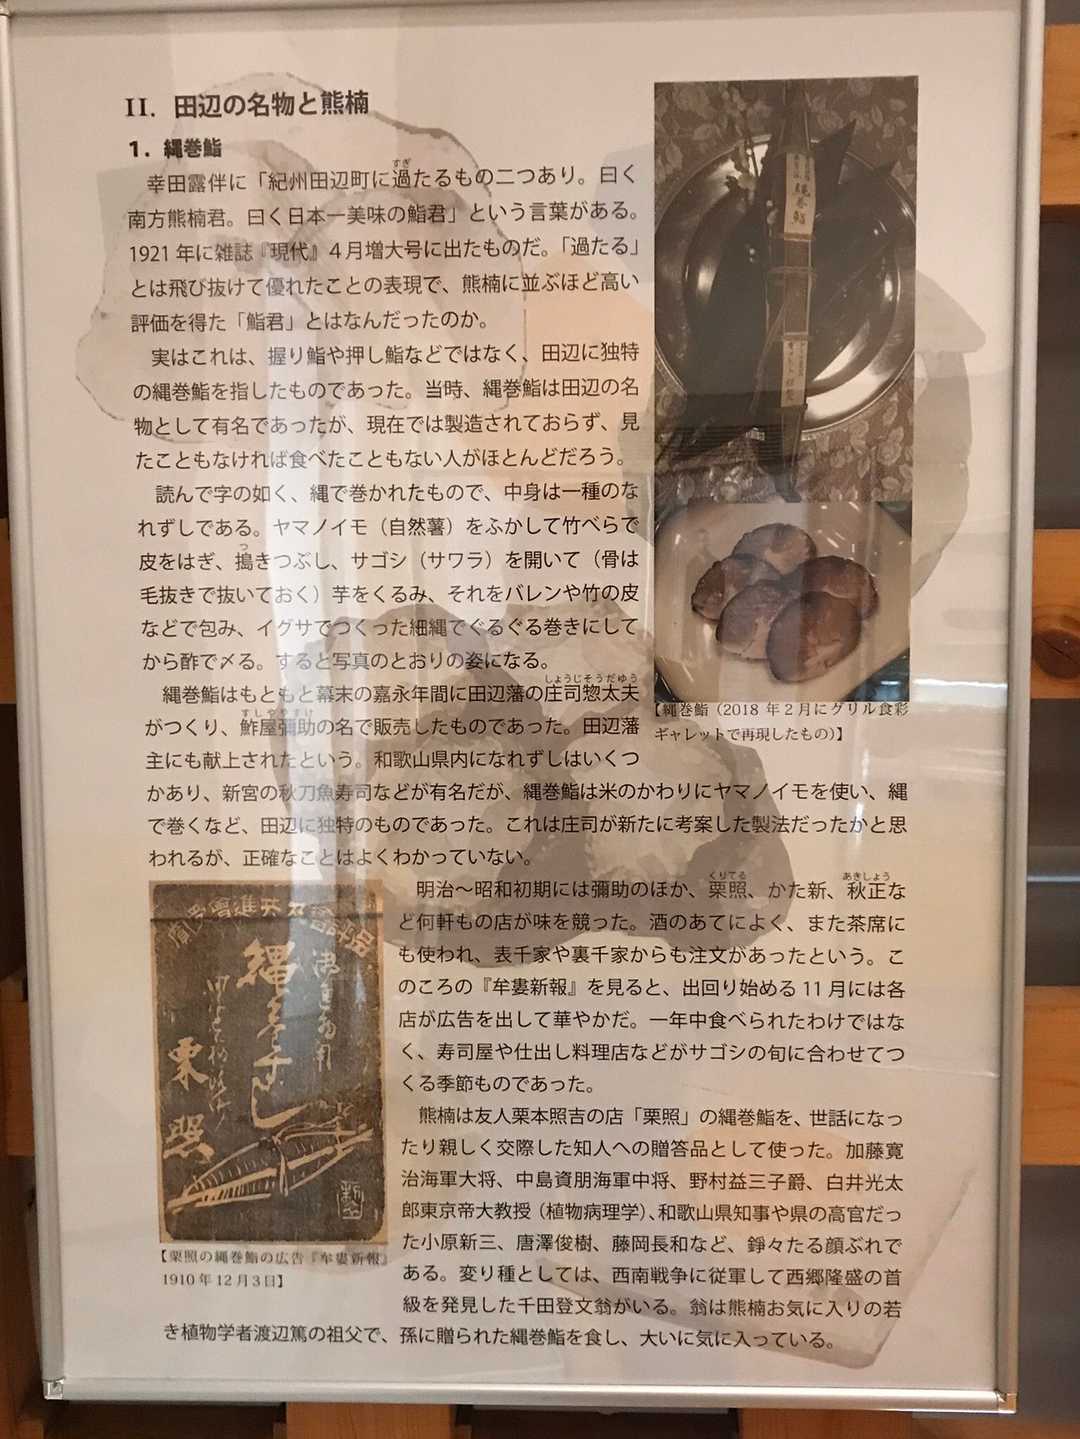 II. 田辺の名物と熊楠
1. 縄巻鮨
幸田露伴に「紀州田辺町に過たるもの二つあり。曰く
南方熊楠君。曰く日本一美味の鮨君」という言葉がある。
1921年に雑誌『現代』4月増大号に出たものだ。「過たる」
とは飛び抜けて優れたことの表現で、熊楠に並ぶほど高い
評価を得た「鮨君」とはなんだったのか。
実はこれは、握り鮨や押し鮨などではなく、田辺に独特
の縄巻鮨を指したものであった。当時、縄巻鮨は田辺の名
物として有名であったが、現在では製造されておらず、見
たこともなければ食べたこともない人がほとんどだろう。
読んで字の如く、縄で巻かれたもので、中身は一種のな
れずしである。ヤマノイモ（自然薯）をふかして竹べらで
皮をはぎ、搗きつぶし、サゴシ（サワラ）を開いて（骨は
毛抜きで抜いておく）芋をくるみ、それをバレンや竹の皮
などで包み、イグサでつくった細縄でぐるぐる巻きにして
から酢で〆る。すると写真のとおりの姿になる。
縄巻鮨はもともと幕末の嘉永年間に田辺藩の庄司惣太夫
がつくり、鮓屋彌助の名で販売したものであった。田辺藩
主にも献上されたという。和歌山県内になれずしはいくつ
かあり、新宮の秋刀魚寿司などが有名だが、縄巻鮨は米のかわりにヤマノイモを使い、縄
で巻くなど、田辺に独特のものであった。これは庄司が新たに考案した製法だったかと思
われるが、正確なことはよくわかっていない。
明治～昭和初期には彌助のほか、栗照、かた新、秋正な
ど何軒もの店が味を競った。酒のあてによく、また茶席に
も使われ、表千家や裏千家からも注文があったという。こ
のころの『牟婁新報』を見ると、出回り始める11月には各
店が広告を出して華やかだ。一年中食べられたわけではな
く、寿司屋や仕出し料理店などがサゴシの旬に合わせてつ
くる季節ものであった。
熊楠は友人栗本照吉の店「栗照」の縄巻鮨を、世話になっ
たり親しく交際した知人への贈答品として使った。加藤寛
治海軍大将、中島資朋海軍中将、野村益三子爵、白井光太
郎東京帝大教授（植物病理学）、和歌山県知事や県の高官だっ
た小原新三、唐澤俊樹、藤岡長和など、錚々たる顔ぶれで
ある。変り種としては、西南戦争に従軍して西郷隆盛の首
級を発見した千田登文翁がいる。翁は熊楠お気に入りの若
き植物学者渡辺篤の祖父で、孫に贈られた縄巻鮨を食し、大いに気に入っている。
縄巻鮨
【縄巻鮨（2018年2月にグリル食彩
ギャレットで再現したもの）】
縄巻すし
栗照
【栗照の縄巻鮨の広告『牟婁新報』
1910年12月3日】